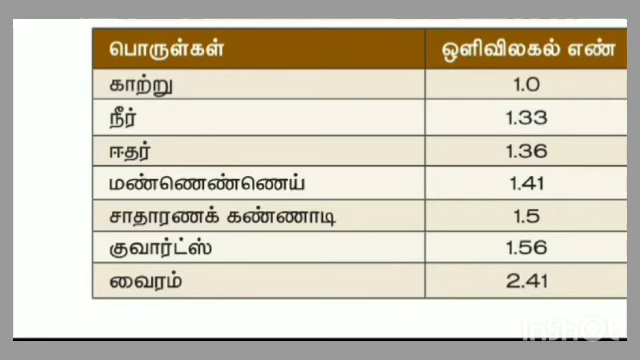 பொருள்கள் ஒளிவிலகல் எண்
காற்று 1.0
நீர் 1.33
ஈதர் 1.36
மண்ணெண்ணெய் 1.41
சாதாரணக் கண்ணாடி 1.5
குவார்ட்ஸ் 1.56
வைரம் 2.41
InShOt